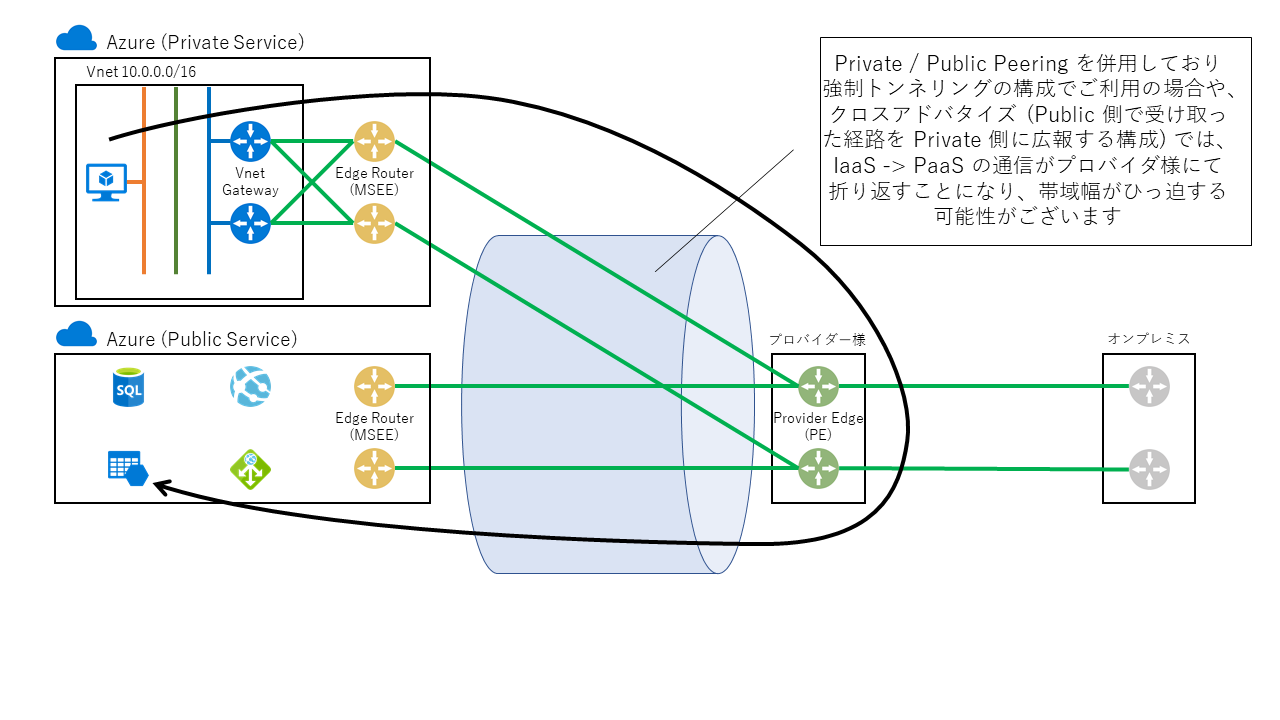 Azure (Private Service)
Vnet 10.0.0.0/16
Vnet
Gateway
Edge Router
(MSEE)
Private / Public Peering を併用しており
強制トンネリングの構成でご利用の場合や、
クロスアドバタイズ (Public 側で受け取っ
た経路を Private 側に広報する構成) では、
IaaS -> PaaS の通信がプロバイダ様にて
折り返すことになり、帯域幅がひっ迫する
可能性がございます
Azure (Public Service)
SQL
Edge Router
(MSEE)
プロバイダー様
Provider Edge
(PE)
オンプレミス